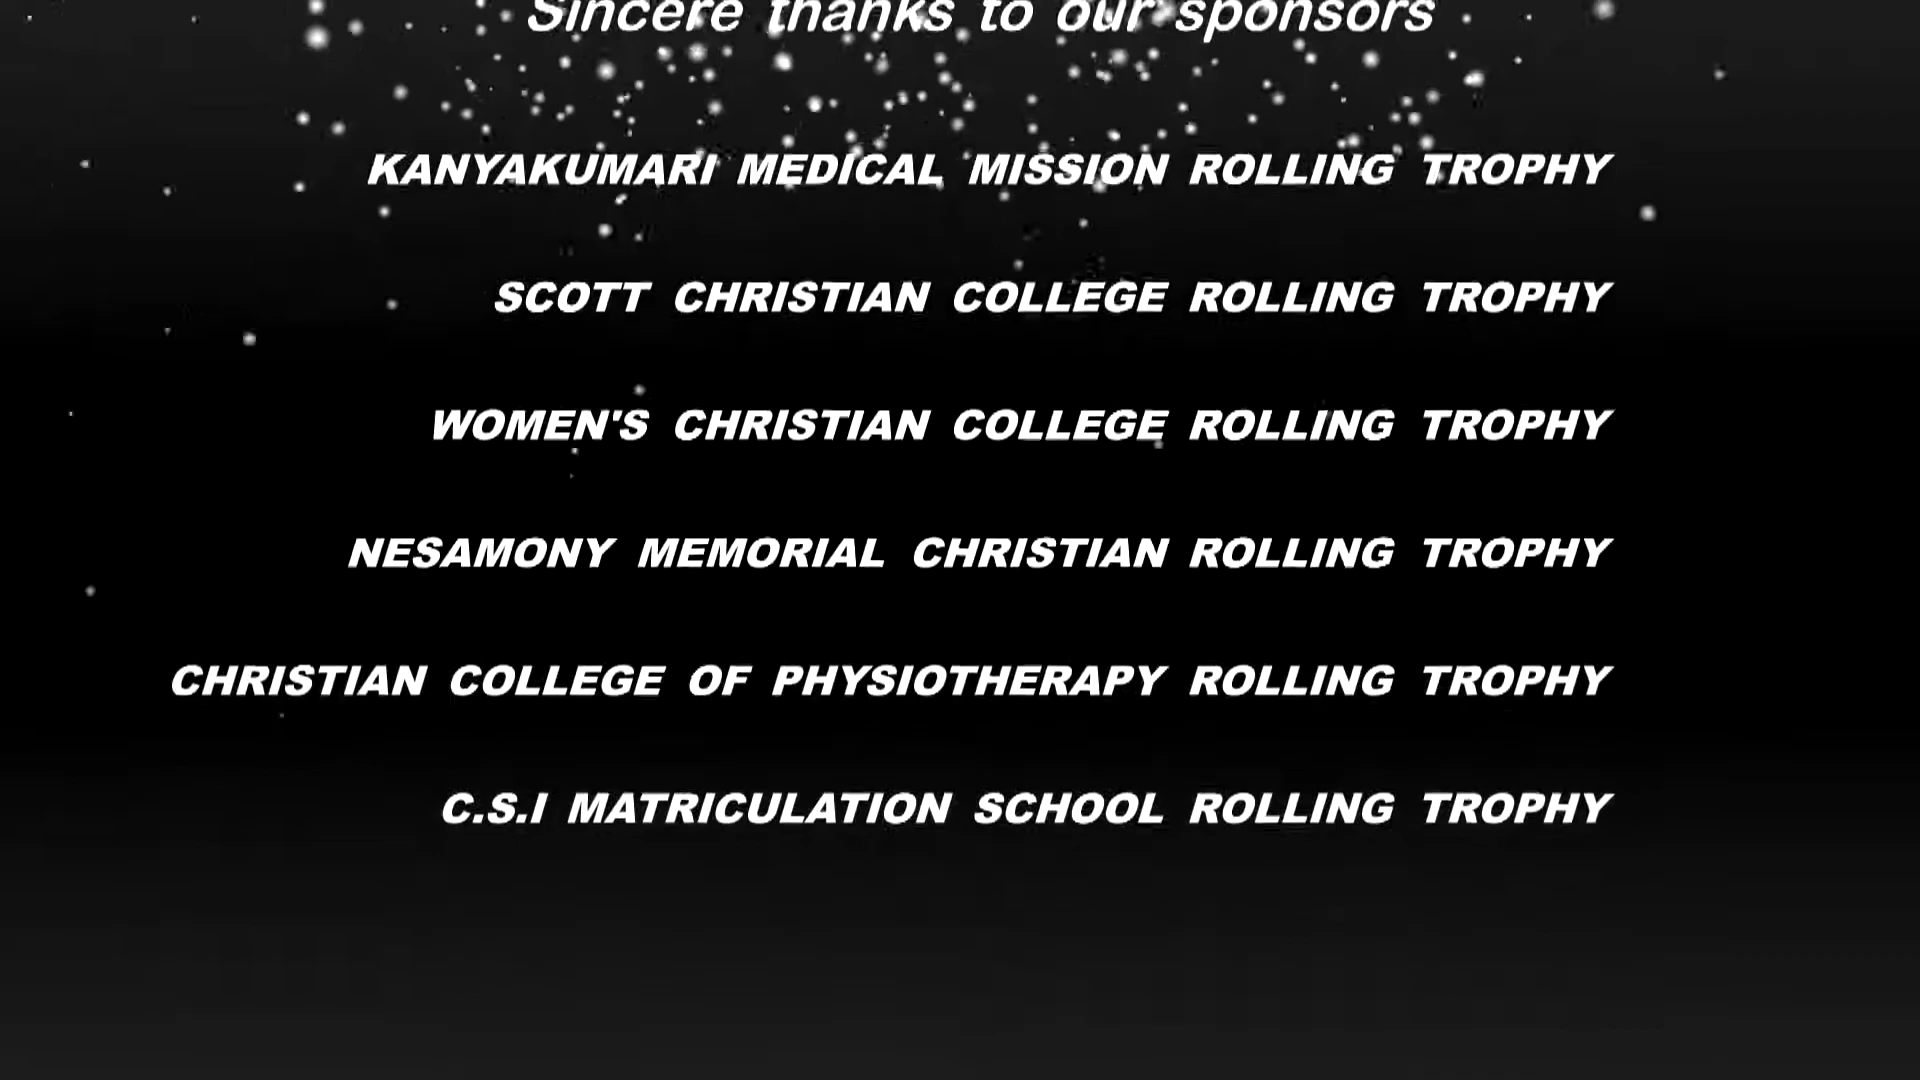 Sincere thanks to our sponsors
KANYAKUMARI MEDICAL MISSION ROLLING TROPHY
SCOTT CHRISTIAN COLLEGE ROLLING TROPHY
WOMEN'S CHRISTIAN COLLEGE ROLLING TROPHY
NESAMONY MEMORIAL CHRISTIAN ROLLING TROPHY
CHRISTIAN COLLEGE OF PHYSIOTHERAPY ROLLING TROPHY
C.S.I MATRICULATION SCHOOL ROLLING TROPHY